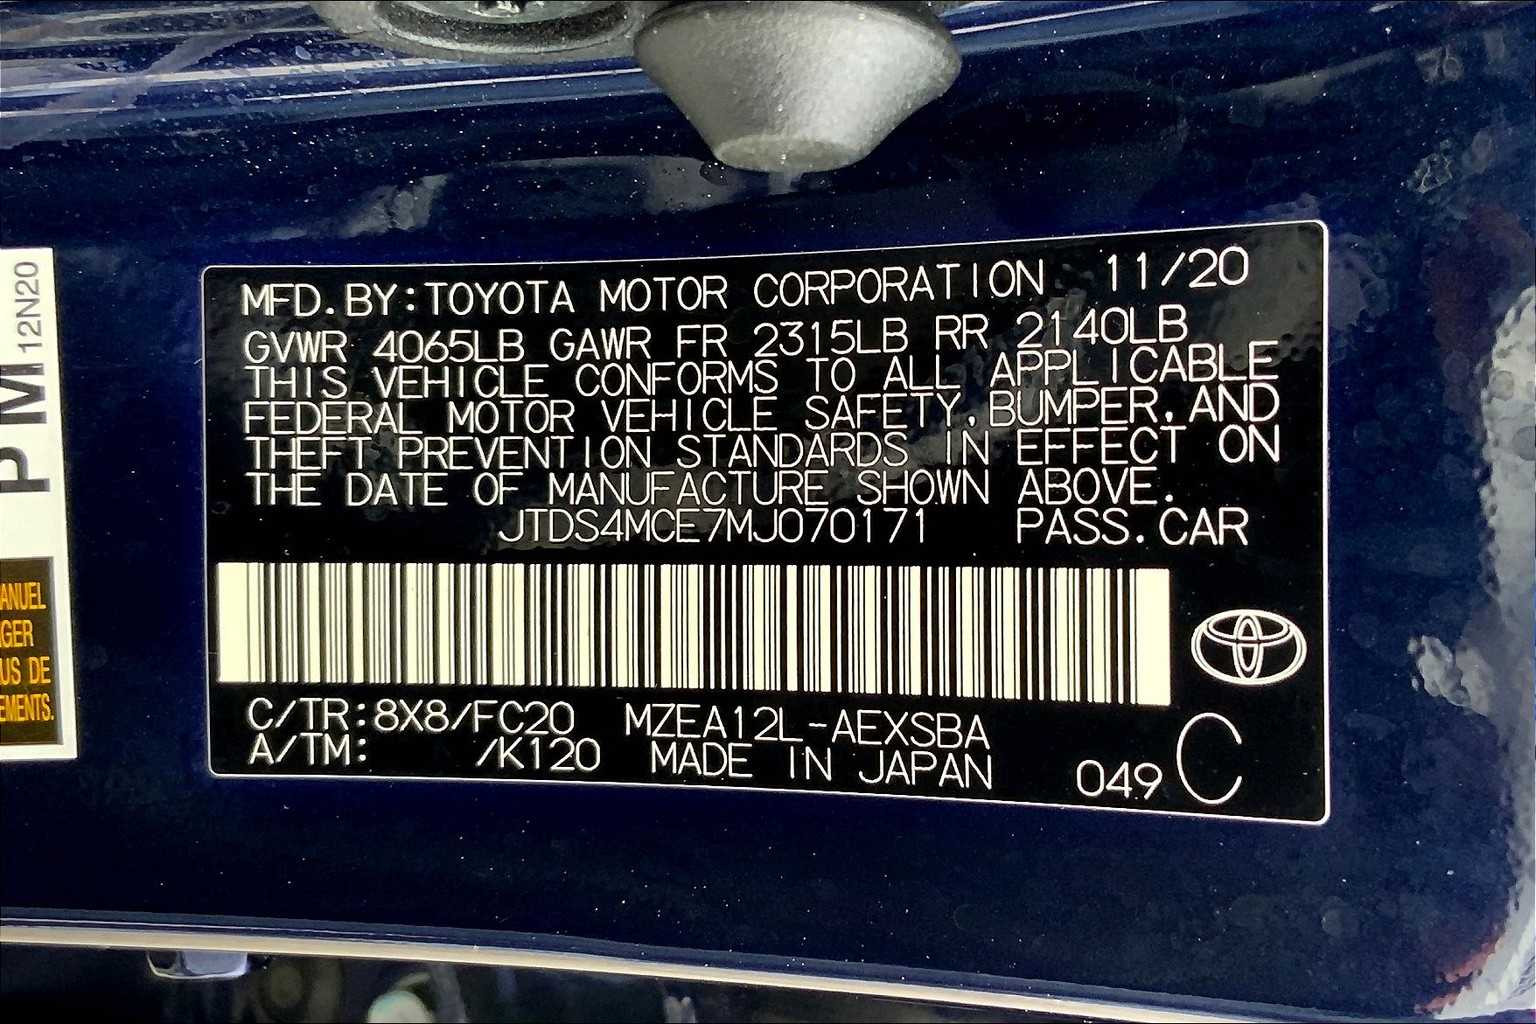 MFD.BY:TOYOTA MOTOR CORPORATION 11/20
GVWR 4065LB GAWR FR 2315LB RR 2140LB
THIS VEHICLE CONFORMS TO ALL APPLICABLE
FEDERAL MOTOR VEHICLE SAFETY,BUMPER,AND
THEFT PREVENTION STANDARDS IN EFFECT ON
THE DATE OF MANUFACTURE SHOWN ABOVE.
JTDS4MCE7MJ070171 PASS.CAR
C/TR:8X8/FC20 MZEA12L-AEXSBA
A/TM: /K120 MADE IN JAPAN 049 C
PM 12N20
ANUEL
GER
US DE
EMENTS.